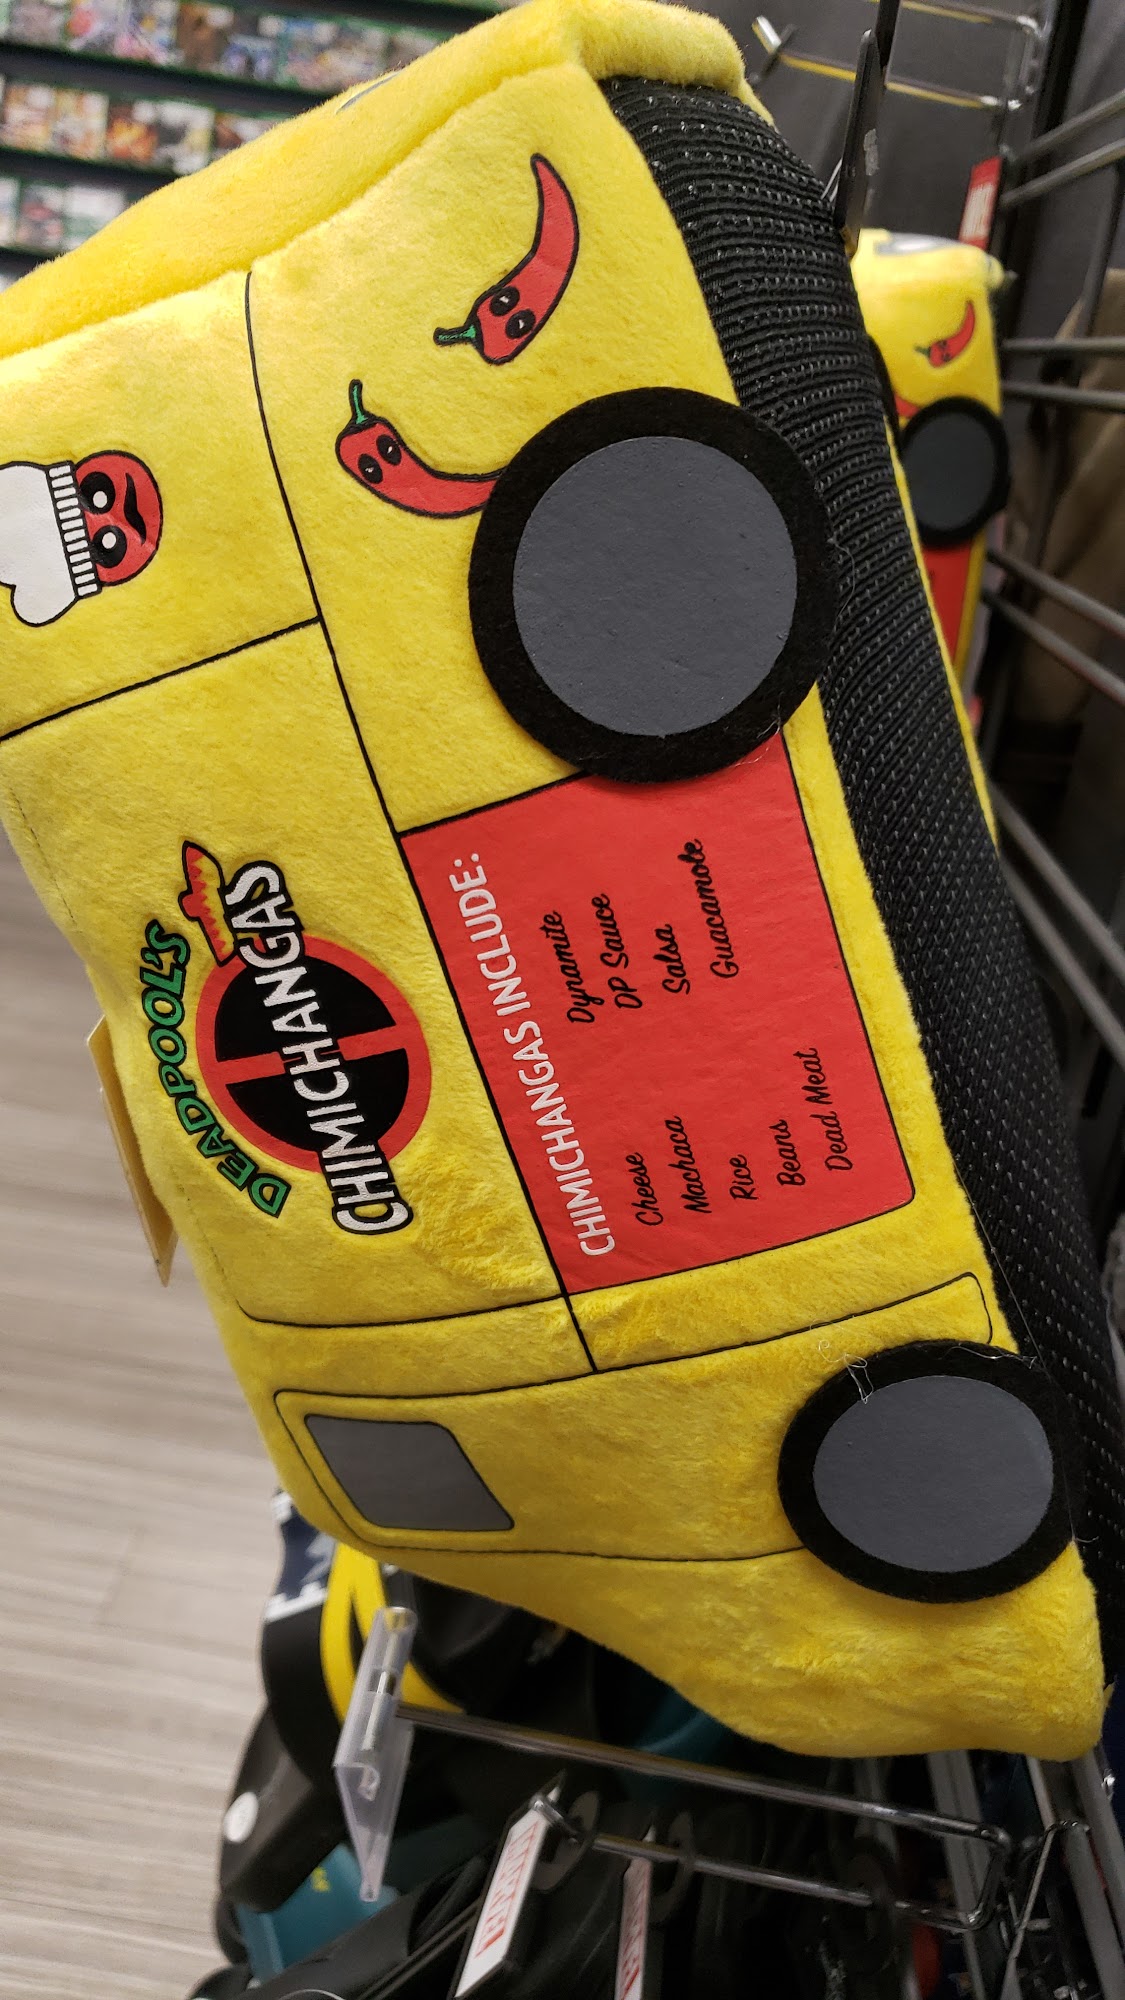 DEADPOOL'S
CHIMICHANGAS
CHIMICHANGAS INCLUDE:
Cheese
Machaca
Rice
Beans
Dead Meat
Dynamite
DP Sauce
Salsa
Guacamole